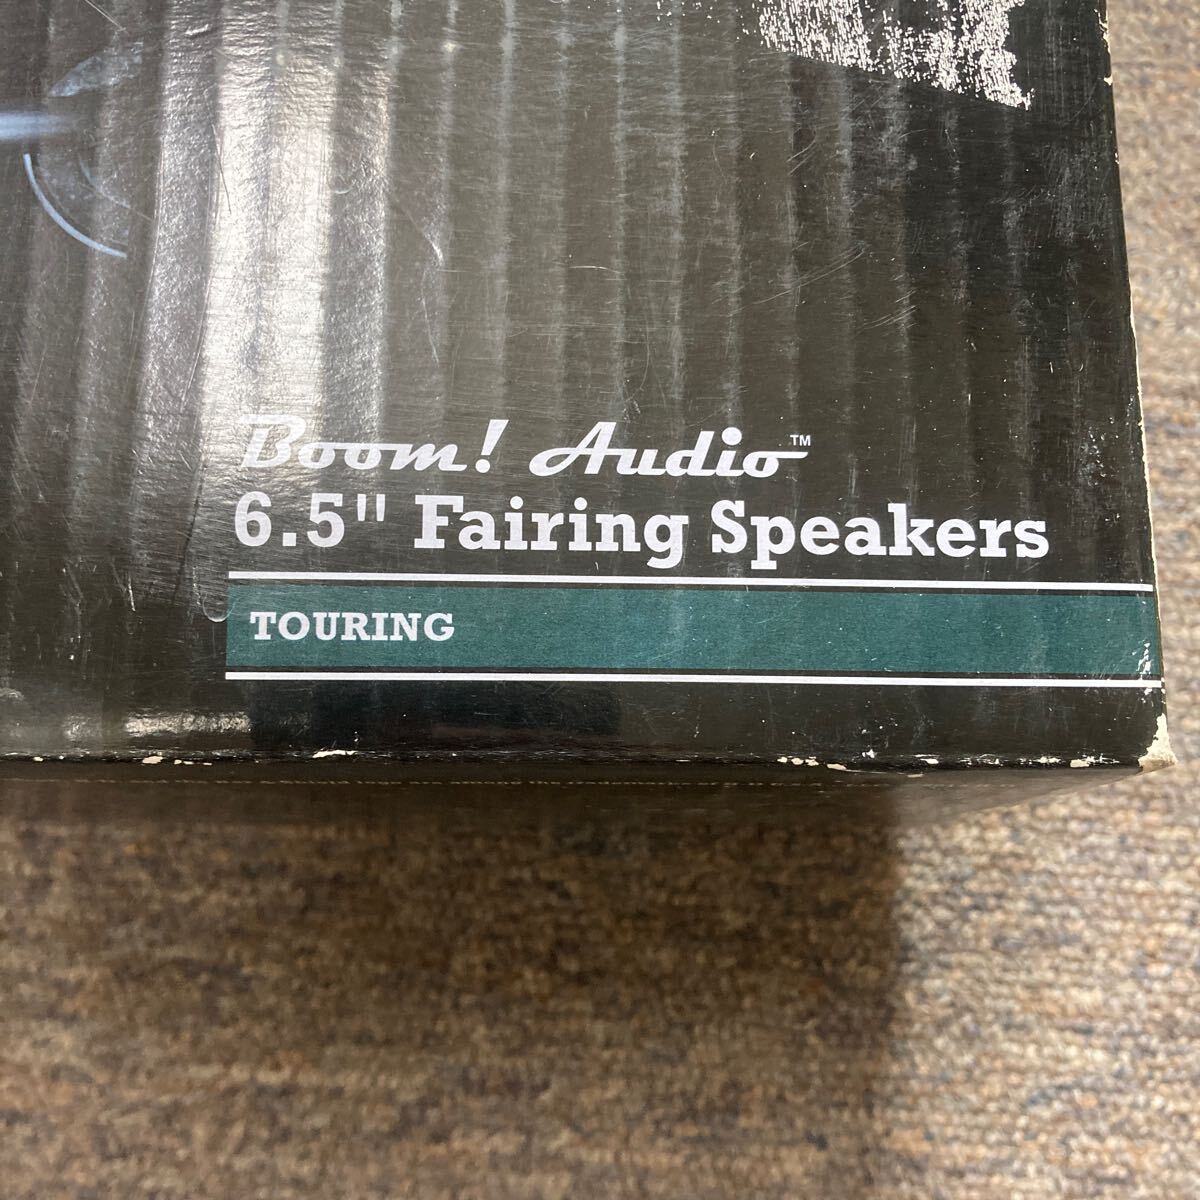 Boom! Audio™
6.5" Fairing Speakers
TOURING